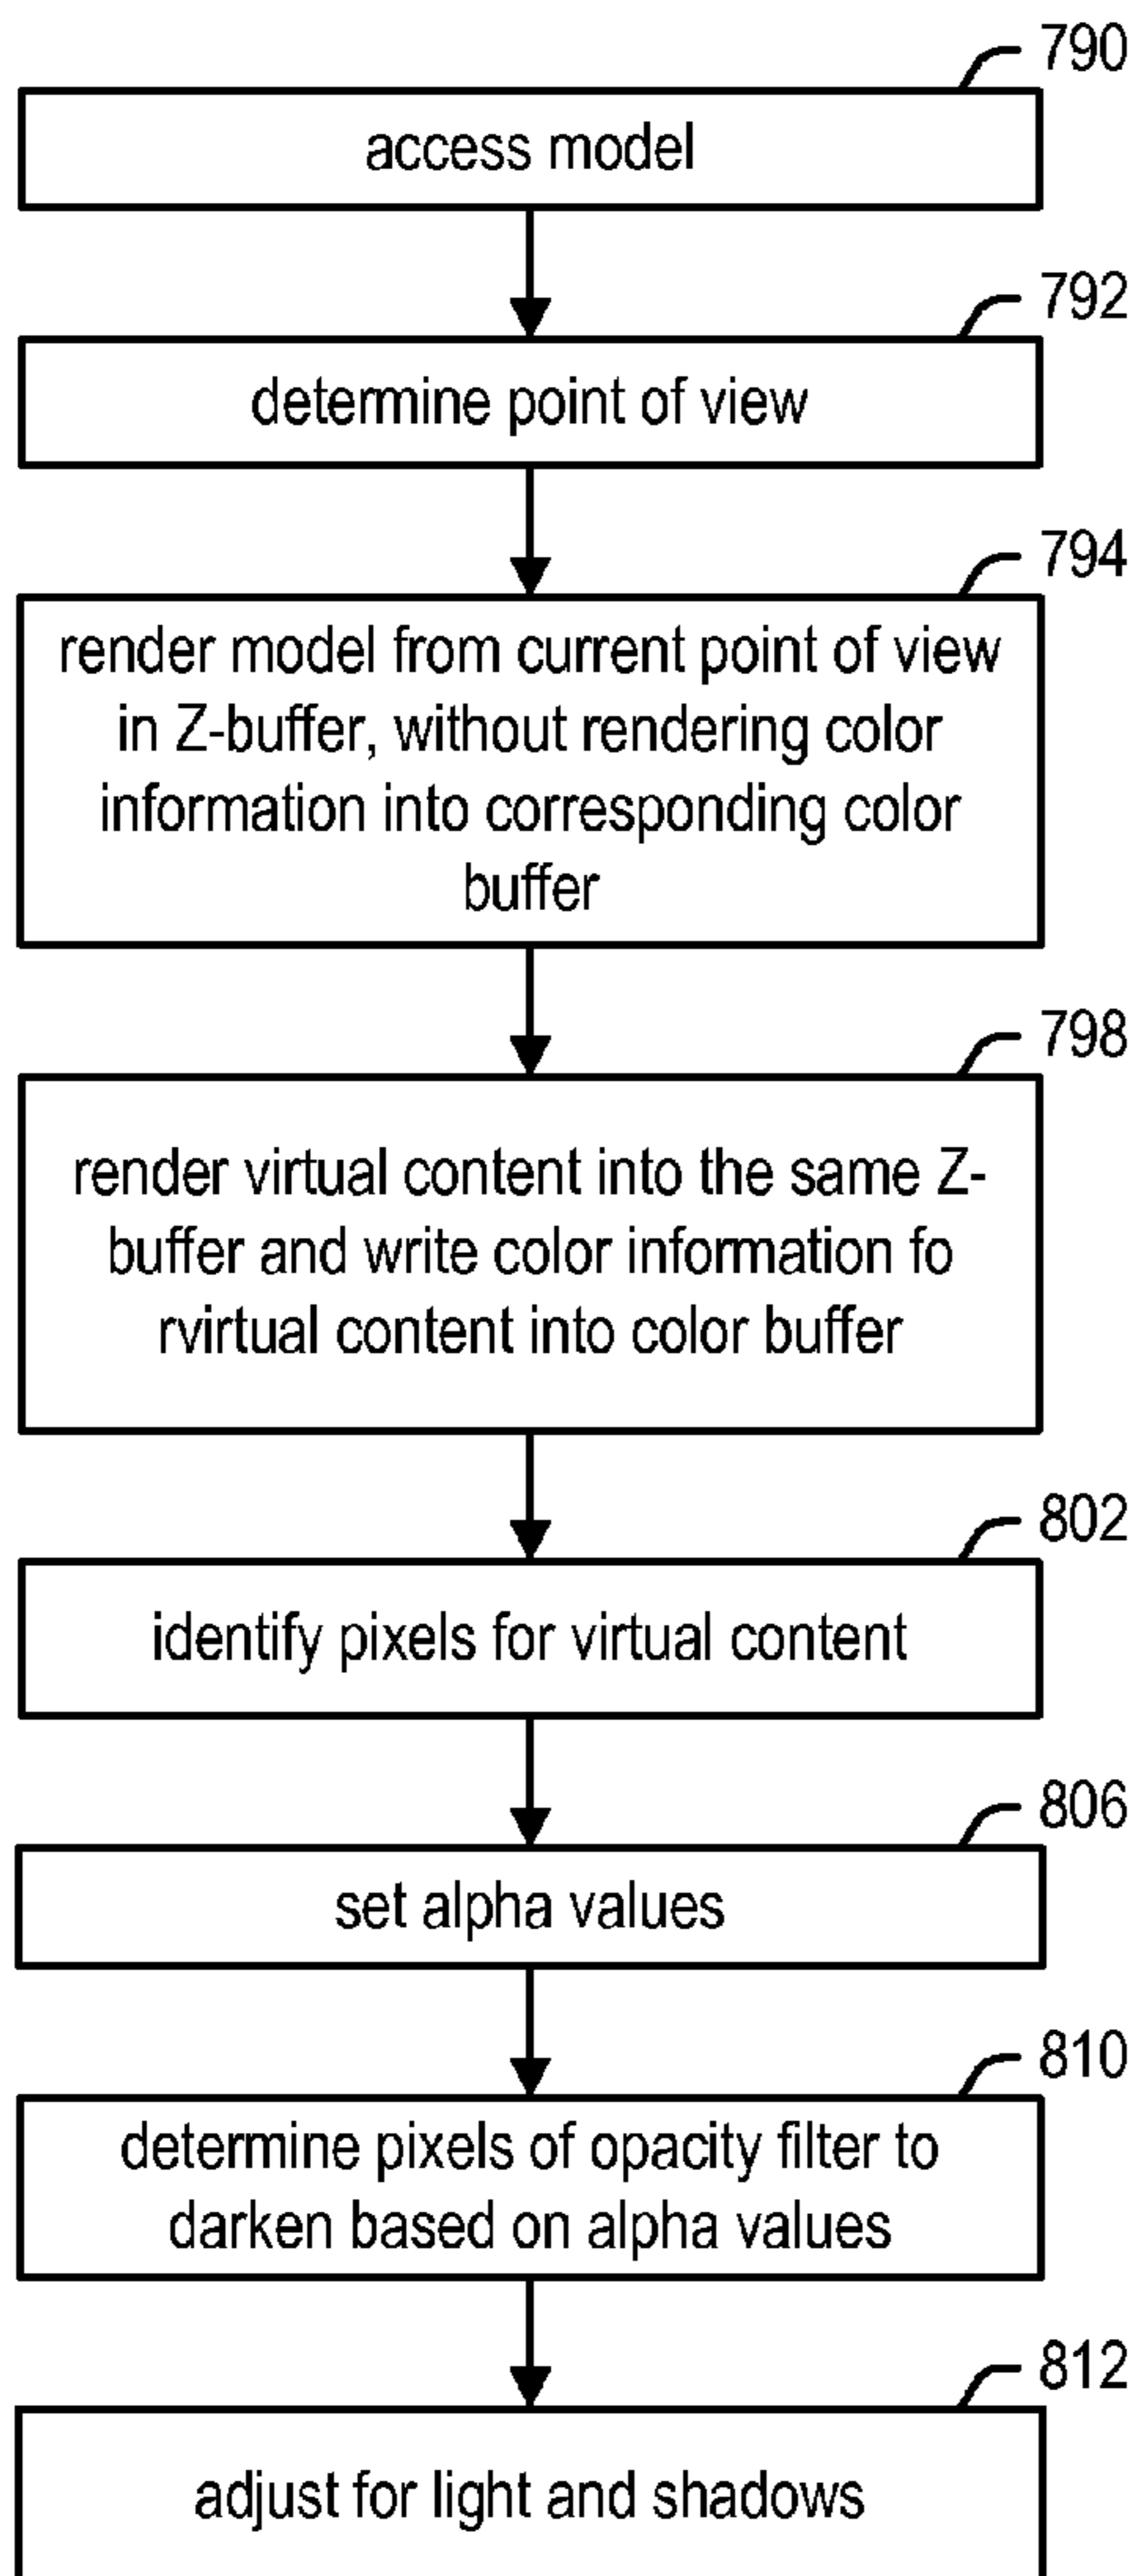 790
access model
792
determine point of view
794
render model from current point of view
in Z-buffer, without rendering color
information into corresponding color
buffer
798
render virtual content into the same Z-
buffer and write color information fo
rvirtual content into color buffer
802
identify pixels for virtual content
806
set alpha values
810
determine pixels of opacity filter to
darken based on alpha values
812
adjust for light and shadows